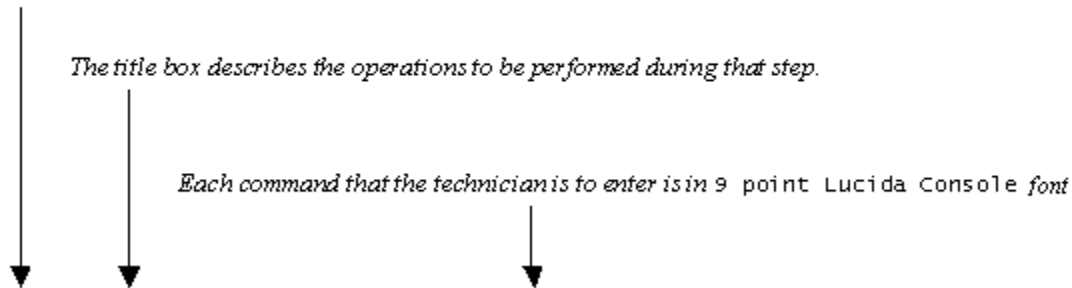 The title box describes the operations to be performed during that step.
Each command that the technician is to enter is in 9 point Lucida Console font